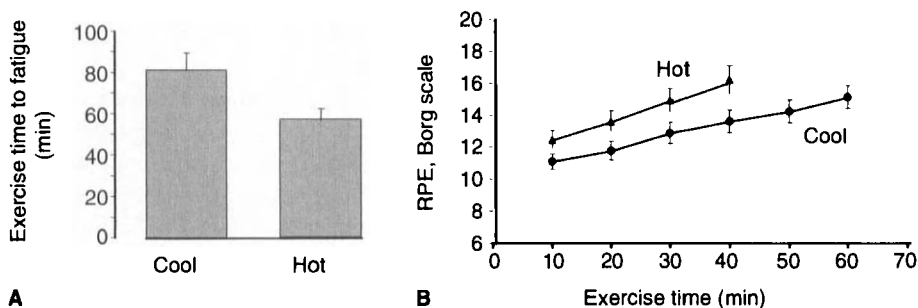 Exercise time to fatigue
(min)
100
80
60
40
60
0
Cool
Hot
A
RPE, Borg scale
20
18
16
14
12
10
8
6
Hot
Cool
0
10
20
30
40
50
60
70
B
Exercise time (min)